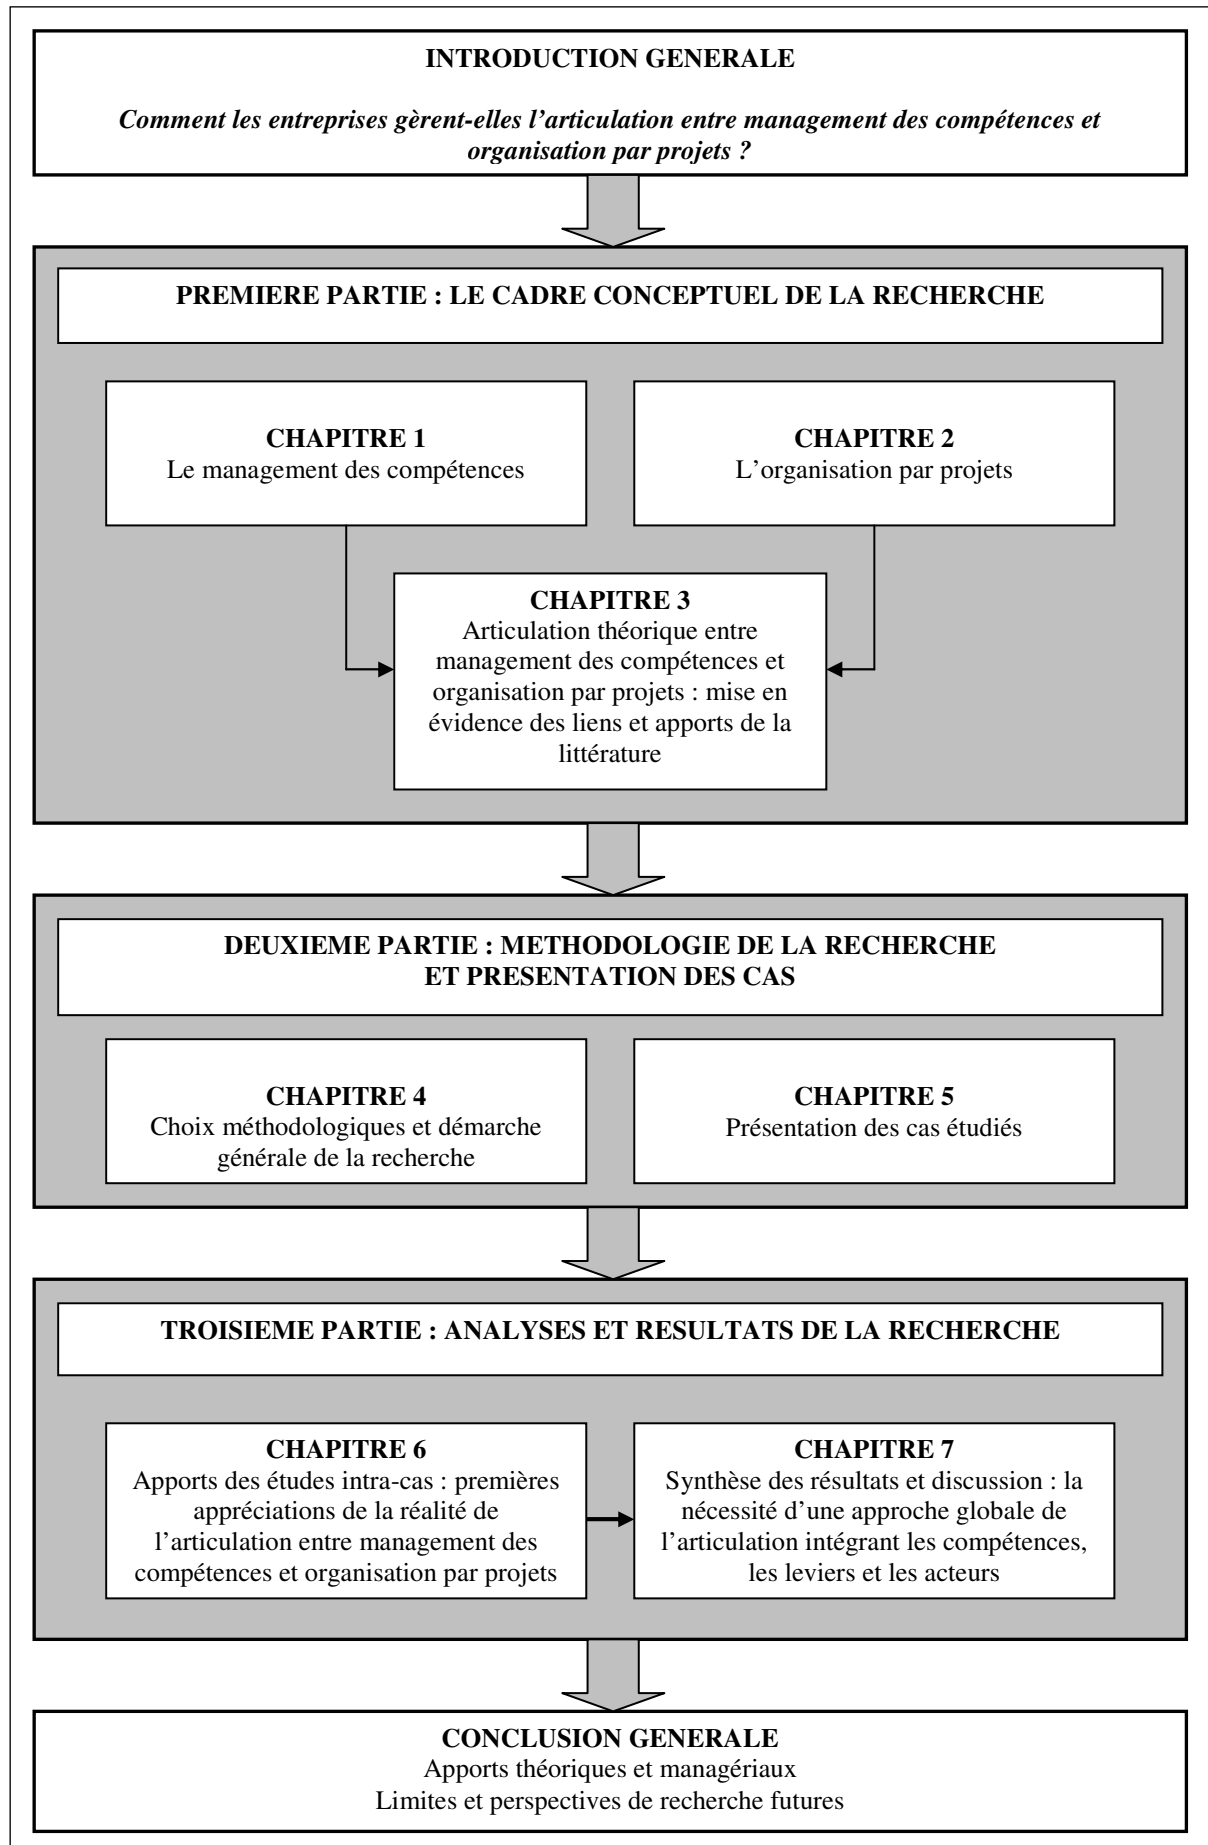 INTRODUCTION GENERALE
Comment les entreprises gèrent-elles l’articulation entre management des compétences et
organisation par projets ?
PREMIERE PARTIE : LE CADRE CONCEPTUEL DE LA RECHERCHE
CHAPITRE 1
Le management des compétences
CHAPITRE 2
L’organisation par projets
CHAPITRE 3
Articulation théorique entre
management des compétences et
organisation par projets : mise en
évidence des liens et apports de la
littérature
DEUXIEME PARTIE : METHODOLOGIE DE LA RECHERCHE
ET PRESENTATION DES CAS
CHAPITRE 4
Choix méthodologiques et démarche
générale de la recherche
CHAPITRE 5
Présentation des cas étudiés
TROISIEME PARTIE : ANALYSES ET RESULTATS DE LA RECHERCHE
CHAPITRE 6
Apports des études intra-cas : premières
appréciations de la réalité de
l’articulation entre management des
compétences et organisation par projets
CHAPITRE 7
Synthèse des résultats et discussion : la
nécessité d’une approche globale de
l’articulation intégrant les compétences,
les leviers et les acteurs
CONCLUSION GENERALE
Apports théoriques et managériaux
Limites et perspectives de recherche futures